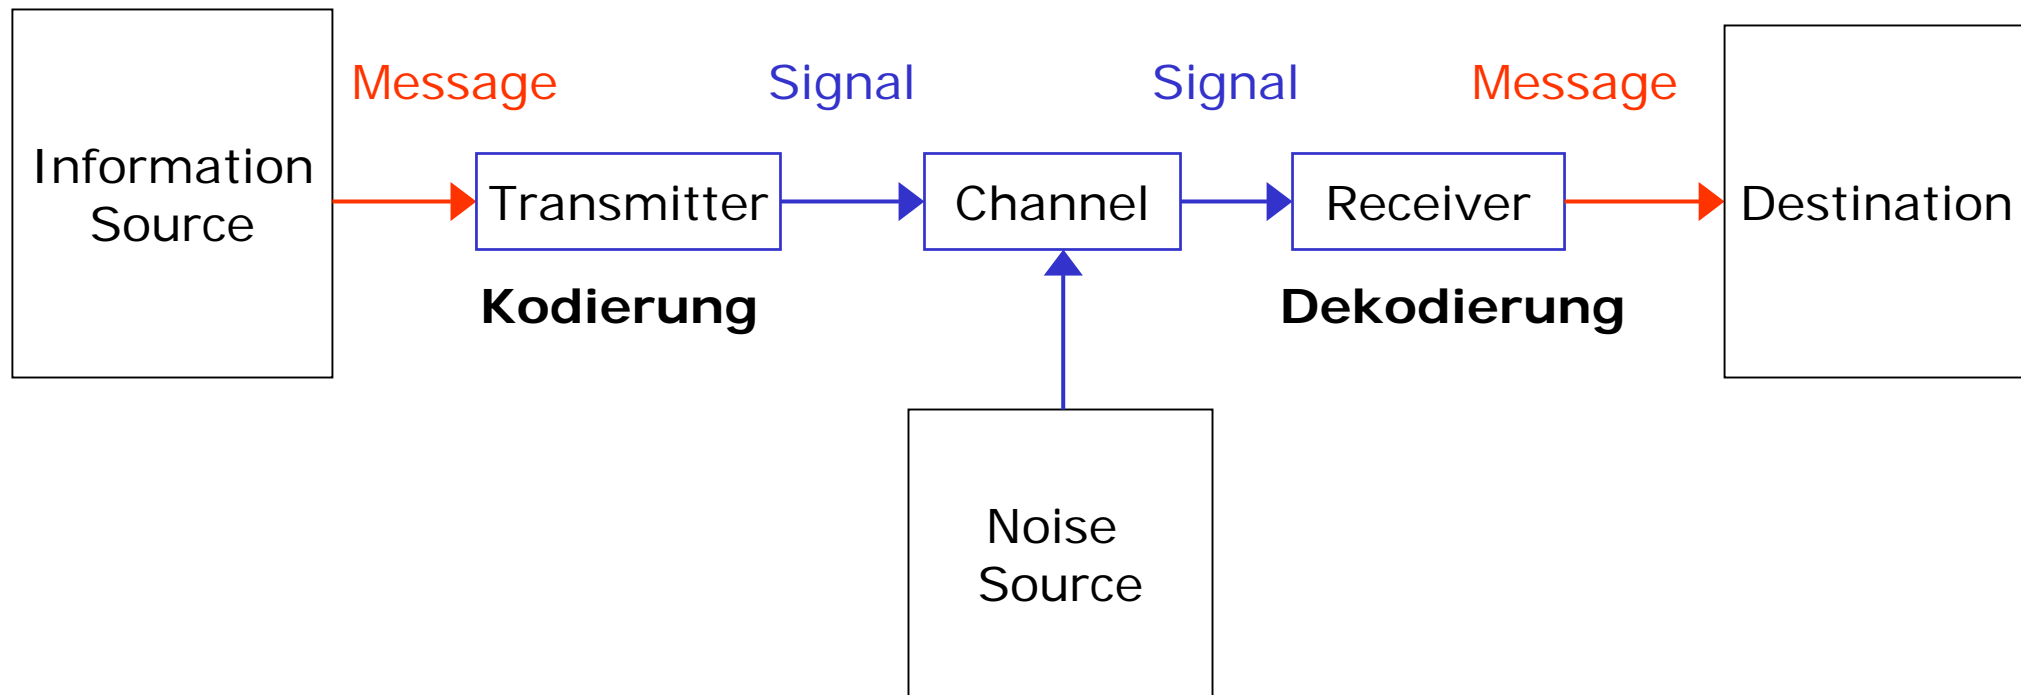 Message
Signal
Signal
Message
Information
Source
Transmitter
Channel
Receiver
Destination
Kodierung
Dekodierung
Noise
Source